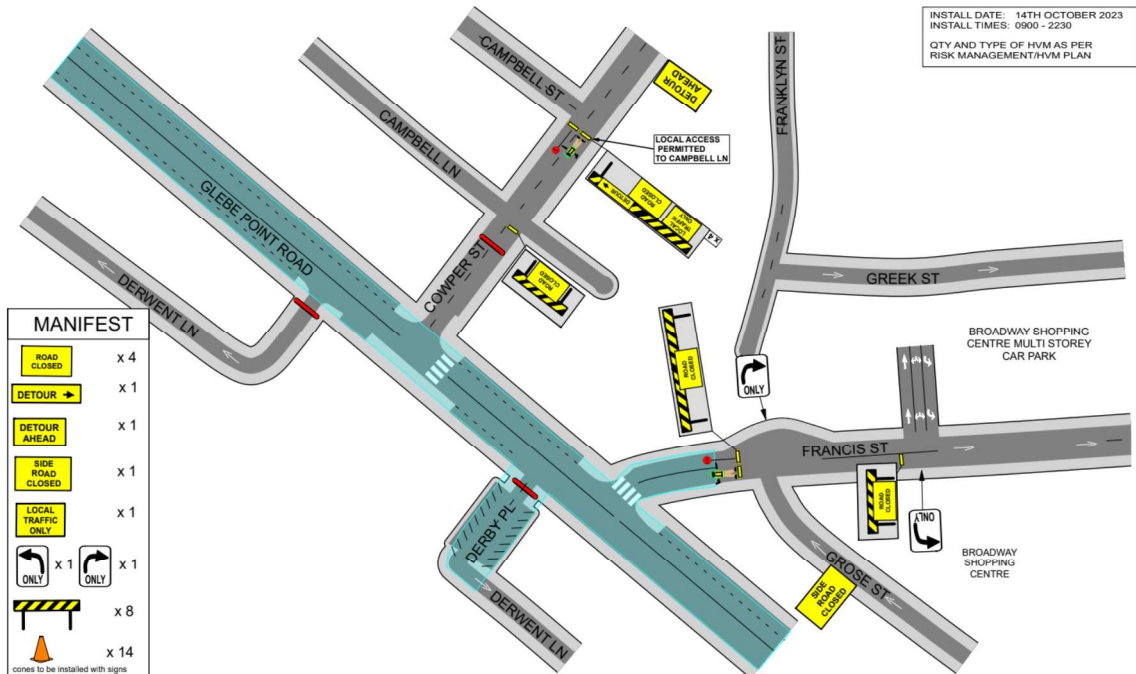 INSTALL DATE: 14TH OCTOBER 2023
INSTALL TIMES: 0900 - 2230
QTY AND TYPE OF HVM AS PER
RISK MANAGEMENT/HVM PLAN
CAMPBELL ST
DETOUR
AHEAD
FRANKLYN ST
CAMPBELL LN
LOCAL ACCESS
PERMITTED
TO CAMPBELL LN
GLEBE POINT ROAD
DETOUR
ROAD
CLOSED
LOCAL
TRAFFIC
ONLY
x 4
COWPER ST
ROAD
CLOSED
GREEK ST
DERWENT LN
BROADWAY SHOPPING
CENTRE MULTI STOREY
CAR PARK
ROAD CLOSED
ONLY
FRANCIS ST
ROAD
CLOSED
ONLY
BROADWAY
SHOPPING
CENTRE
DERBY PL
GROSE ST
SIDE
ROAD
CLOSED
DERWENT LN
MANIFEST
ROAD
CLOSED
x 4
DETOUR
x 1
DETOUR
AHEAD
x 1
SIDE
ROAD
CLOSED
x 1
LOCAL
TRAFFIC
ONLY
x 1
ONLY
x 1
ONLY
x 1
x 8
x 14
cones to be installed with signs